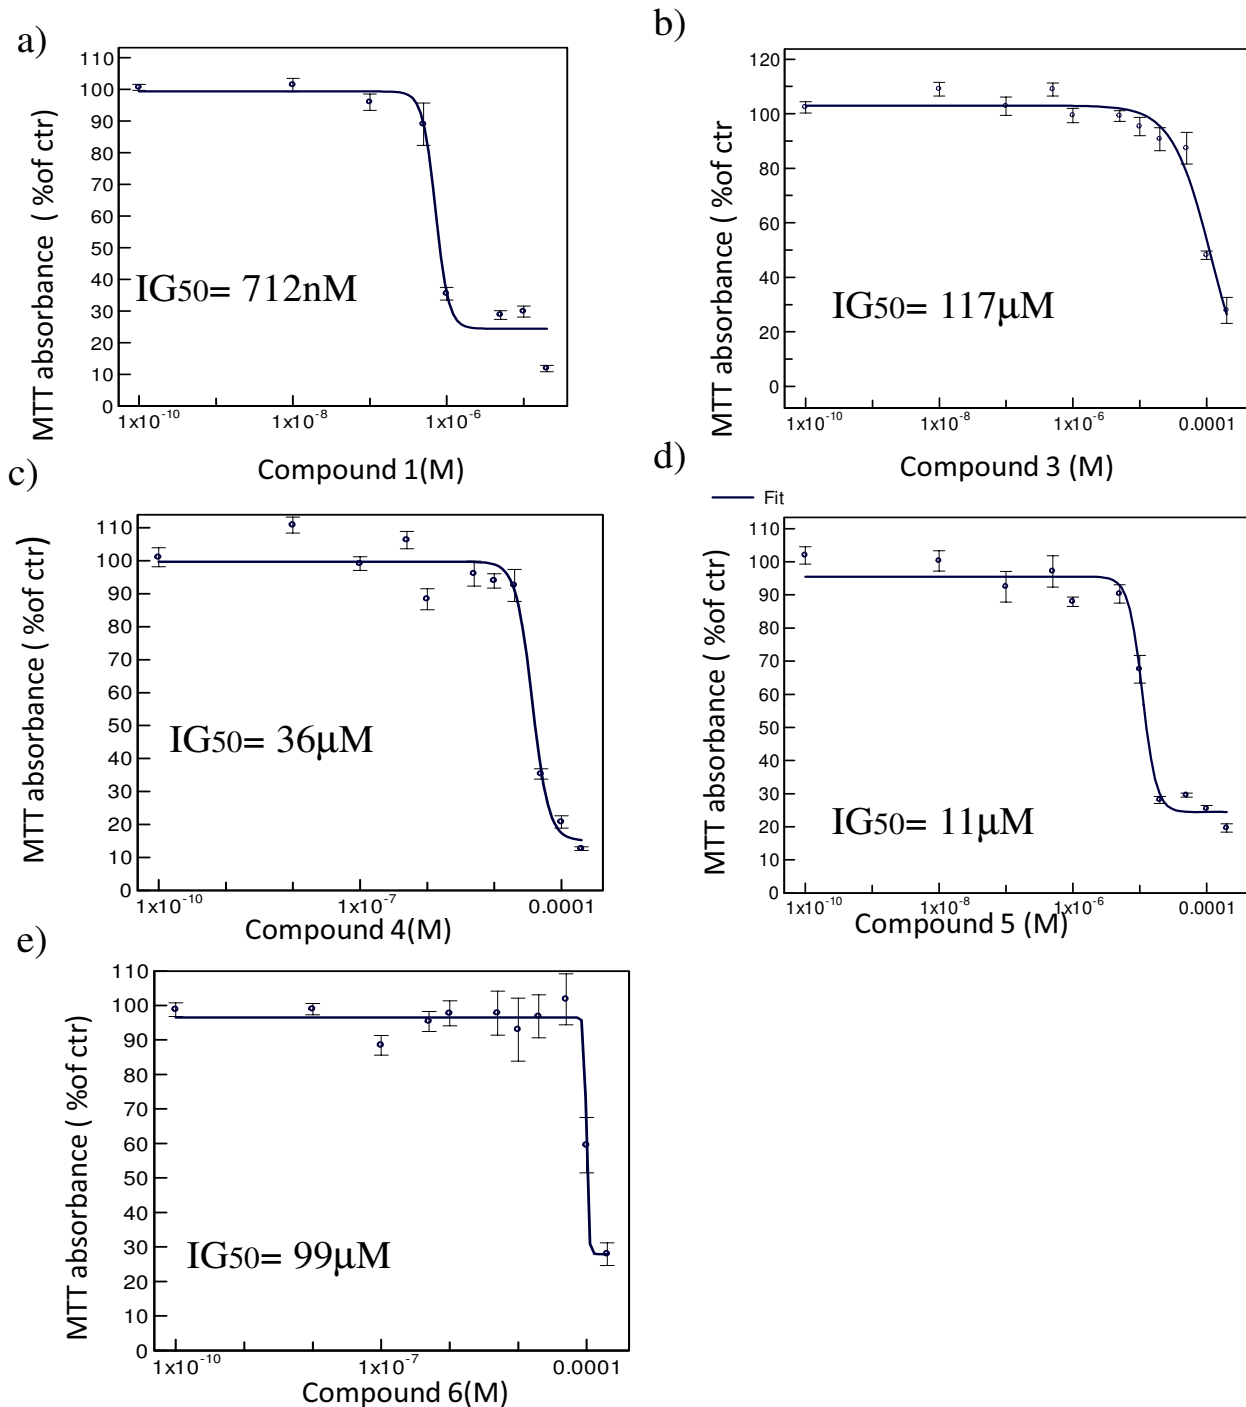 a)
110
100
90
80
70
60
50
40
30
20
10
0
MTT absorbance ( %of ctr)
IG50= 712nM
1x10-10 1x10-8 1x10-6
Compound 1(M)
b)
120
100
80
60
40
20
0
MTT absorbance ( %of ctr
IG50= 117µM
1x10-10 1x10-8 1x10-6 0.0001
Compound 3 (M)
c)
110
100
90
80
70
60
50
40
30
20
10
0
MTT absorbance ( %of ctr)
IG50= 36µM
1x10-10 1x10-7 0.0001
Compound 4(M)
d)
Fit
110
100
90
80
70
60
50
40
30
20
10
0
MTT absorbance ( %of ctr)
IG50= 11µM
1x10-10 1x10-8 1x10-6 0.0001
Compound 5 (M)
e)
110
100
90
80
70
60
50
40
30
20
10
0
MTT absorbance ( %of ctr)
IG50= 99µM
1x10-10 1x10-7 0.0001
Compound 6(M)